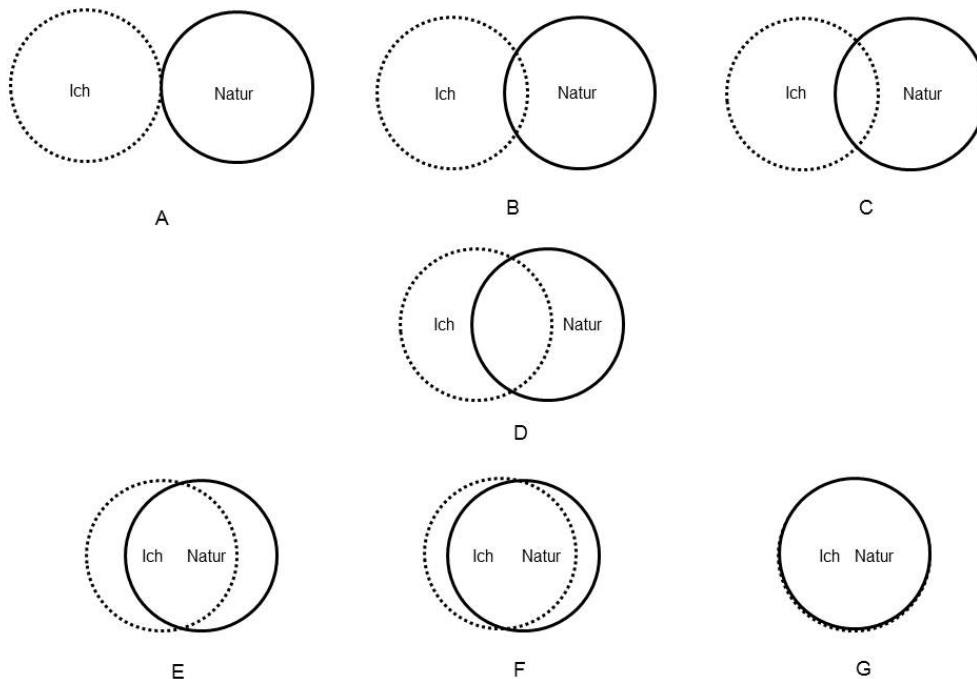 Ich Natur
A
Ich Natur
B
Ich Natur
C
Ich Natur
D
Ich Natur
E
Ich Natur
F
Ich Natur
G